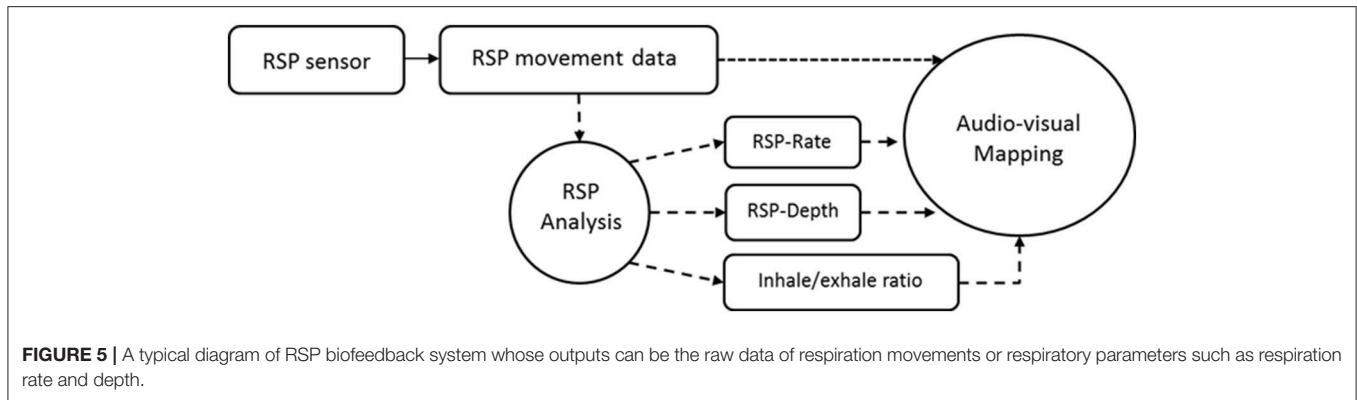 RSP sensor
RSP movement data
Audio-visual
Mapping
RSP-Rate
RSP
Analysis
RSP-Depth
Inhale/exhale ratio
FIGURE 5 | A typical diagram of RSP biofeedback system whose outputs can be the raw data of respiration movements or respiratory parameters such as respiration
rate and depth.